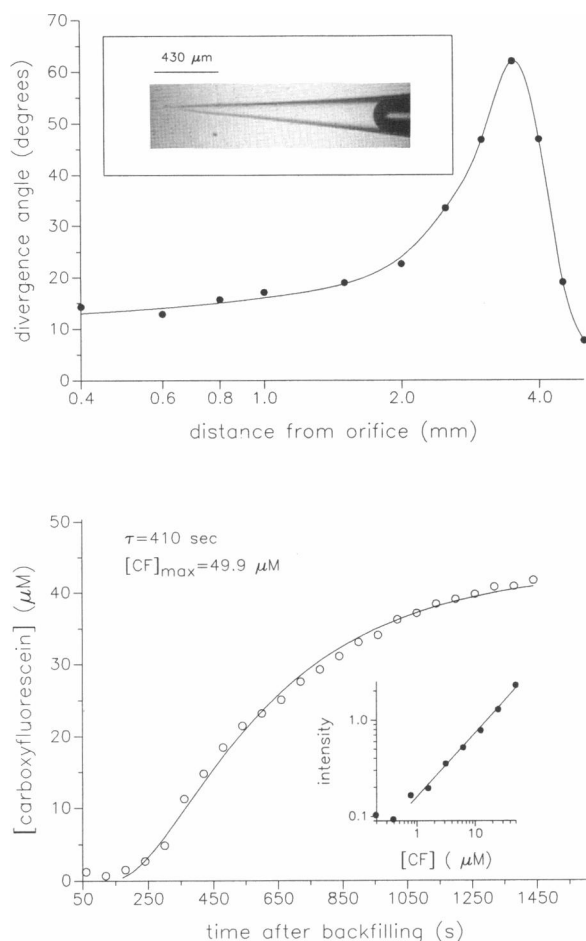 70
60
50
40
30
20
10
0
divergence angle (degrees)
430 μm
0.4 0.6 0.8 1.0 2.0 4.0
distance from orifice (mm)
50
40
30
20
10
0
[carboxyfluorescein] (μM)
τ=410 sec
[CF]max=49.9 μM
intensity
1.0
0.1
1 10
[CF] ( μM)
50 250 450 650 850 1050 1250 1450
time after backfilling (s)